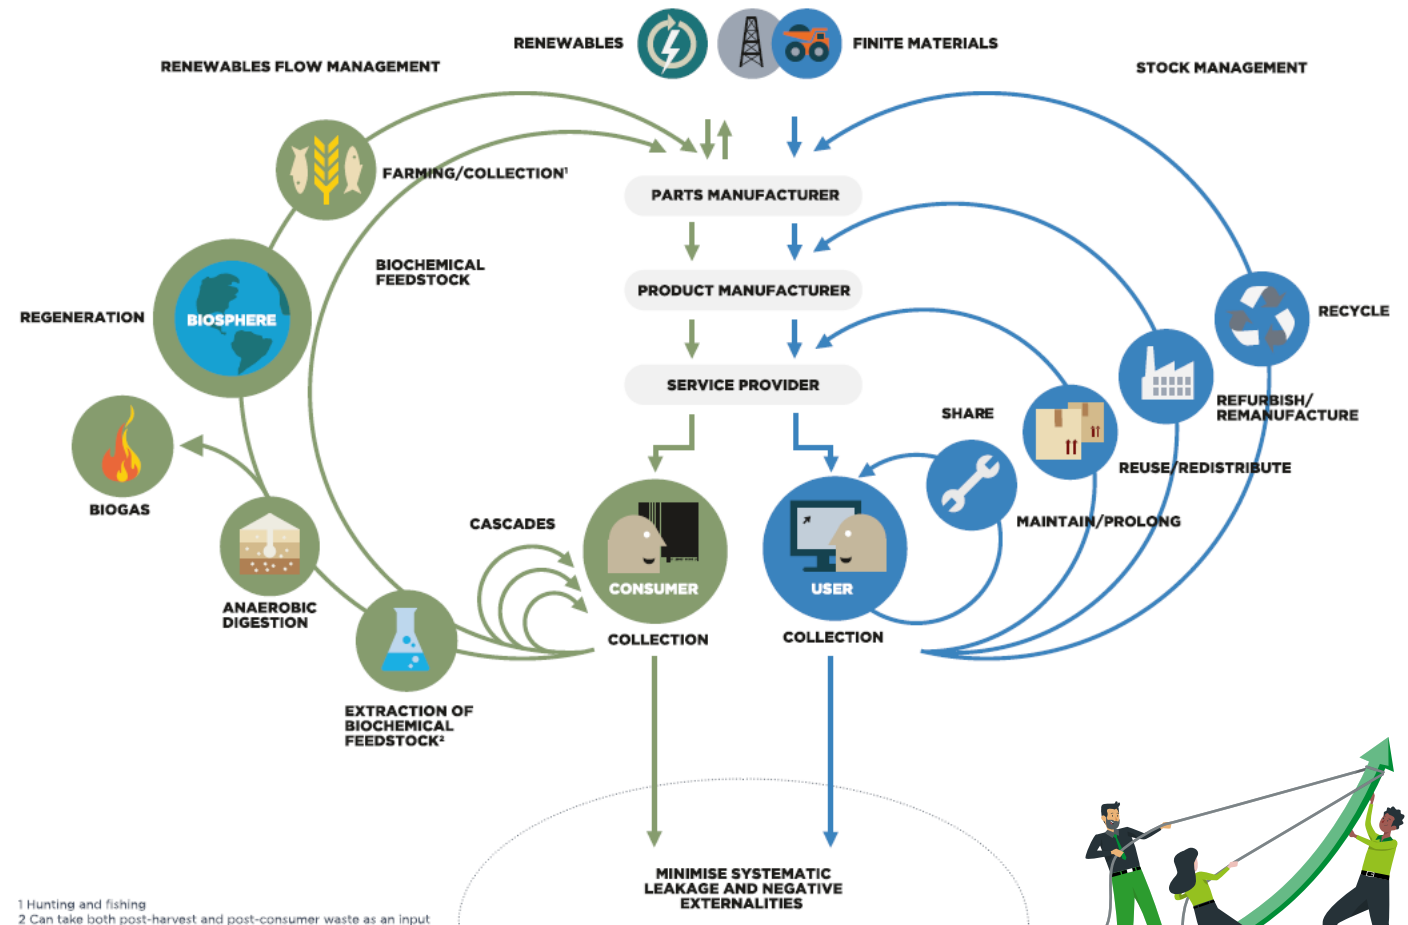 RENEWABLES
FINITE MATERIALS
RENEWABLES FLOW MANAGEMENT
STOCK MANAGEMENT
FARMING/COLLECTION¹
PARTS MANUFACTURER
BIOCHEMICAL
FEEDSTOCK
PRODUCT MANUFACTURER
REGENERATION
BIOSPHERE
RECYCLE
SERVICE PROVIDER
REFURBISH/
REMANUFACTURE
SHARE
REUSE/REDISTRIBUTE
BIOGAS
CASCADES
MAINTAIN/PROLONG
CONSUMER
USER
ANAEROBIC
DIGESTION
COLLECTION
COLLECTION
EXTRACTION OF
BIOCHEMICAL
FEEDSTOCK²
MINIMISE SYSTEMATIC
LEAKAGE AND NEGATIVE
EXTERNALITIES
1 Hunting and fishing
2 Can take both post-harvest and post-consumer waste as an input